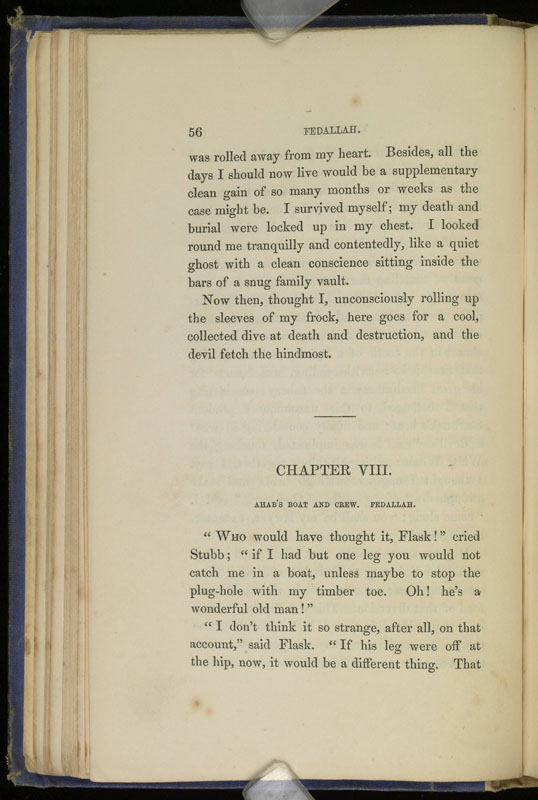 56 FEDALLAH.
was rolled away from my heart. Besides, all the
days I should now live would be a supplementary
clean gain of so many months or weeks as the
case might be. I survived myself; my death and
burial were locked up in my chest. I looked
round me tranquilly and contentedly, like a quiet
ghost with a clean conscience sitting inside the
bars of a snug family vault.
Now then, thought I, unconsciously rolling up
the sleeves of my frock, here goes for a cool,
collected dive at death and destruction, and the
devil fetch the hindmost.
CHAPTER VIII.
AHAB'S BOAT AND CREW. FEDALLAH.
“ WHO would have thought it, Flask!” cried
Stubb; “ if I had but one leg you would not
catch me in a boat, unless maybe to stop the
plug-hole with my timber toe. Oh! he's a
wonderful old man!”
“ I don't think it so strange, after all, on that
account,” said Flask. “ If his leg were off at
the hip, now, it would be a different thing. That